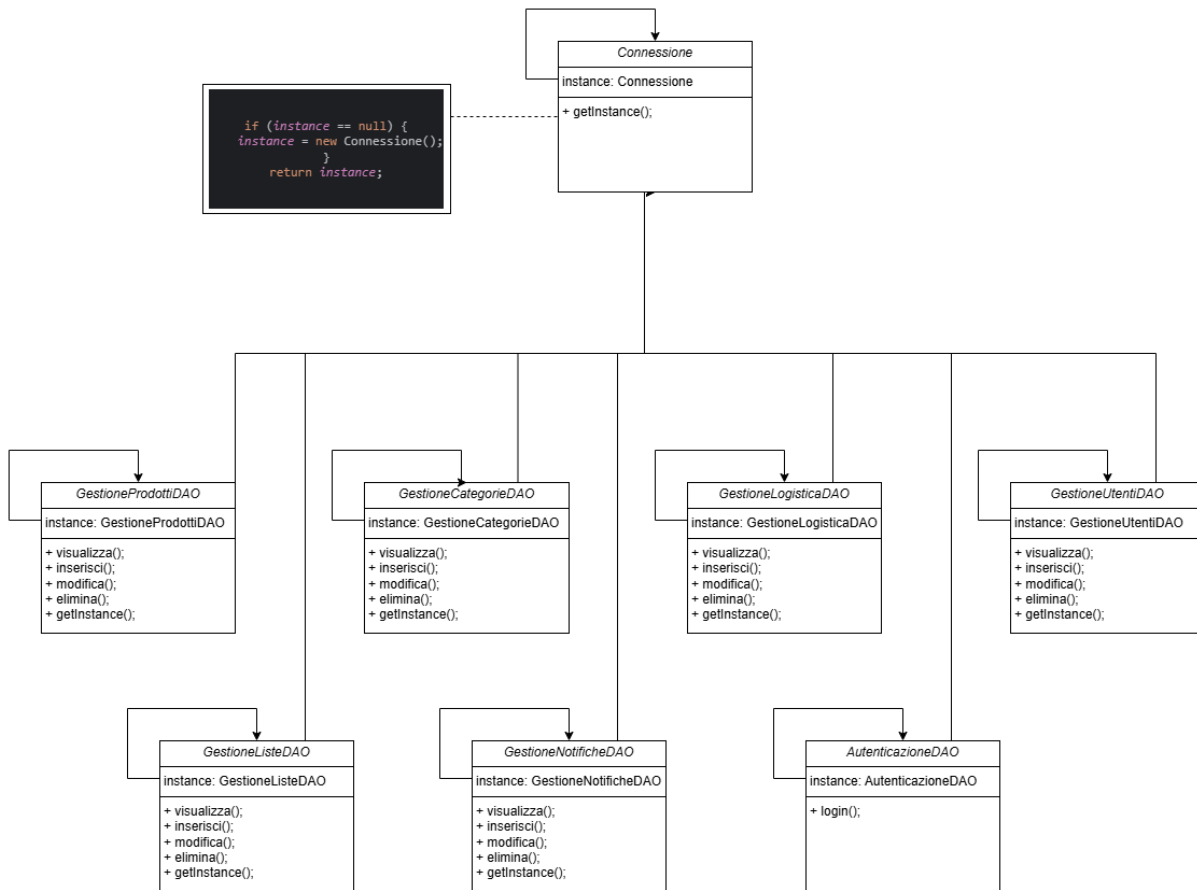 Connessione
instance: Connessione
+ getInstance();
if (instance == null) {
instance = new Connessione();
}
return instance;
GestioneProdottiDAO
instance: GestioneProdottiDAO
+ visualizza();
+ inserisci();
+ modifica();
+ elimina();
+ getInstance();
GestioneCategorieDAO
instance: GestioneCategorieDAO
+ visualizza();
+ inserisci();
+ modifica();
+ elimina();
+ getInstance();
GestioneLogisticaDAO
instance: GestioneLogisticaDAO
+ visualizza();
+ inserisci();
+ modifica();
+ elimina();
+ getInstance();
GestioneUtentiDAO
instance: GestioneUtentiDAO
+ visualizza();
+ inserisci();
+ modifica();
+ elimina();
+ getInstance();
GestioneListeDAO
instance: GestioneListeDAO
+ visualizza();
+ inserisci();
+ modifica();
+ elimina();
+ getInstance();
GestioneNotificheDAO
instance: GestioneNotificheDAO
+ visualizza();
+ inserisci();
+ modifica();
+ elimina();
+ getInstance();
AutenticazioneDAO
instance: AutenticazioneDAO
+ login();